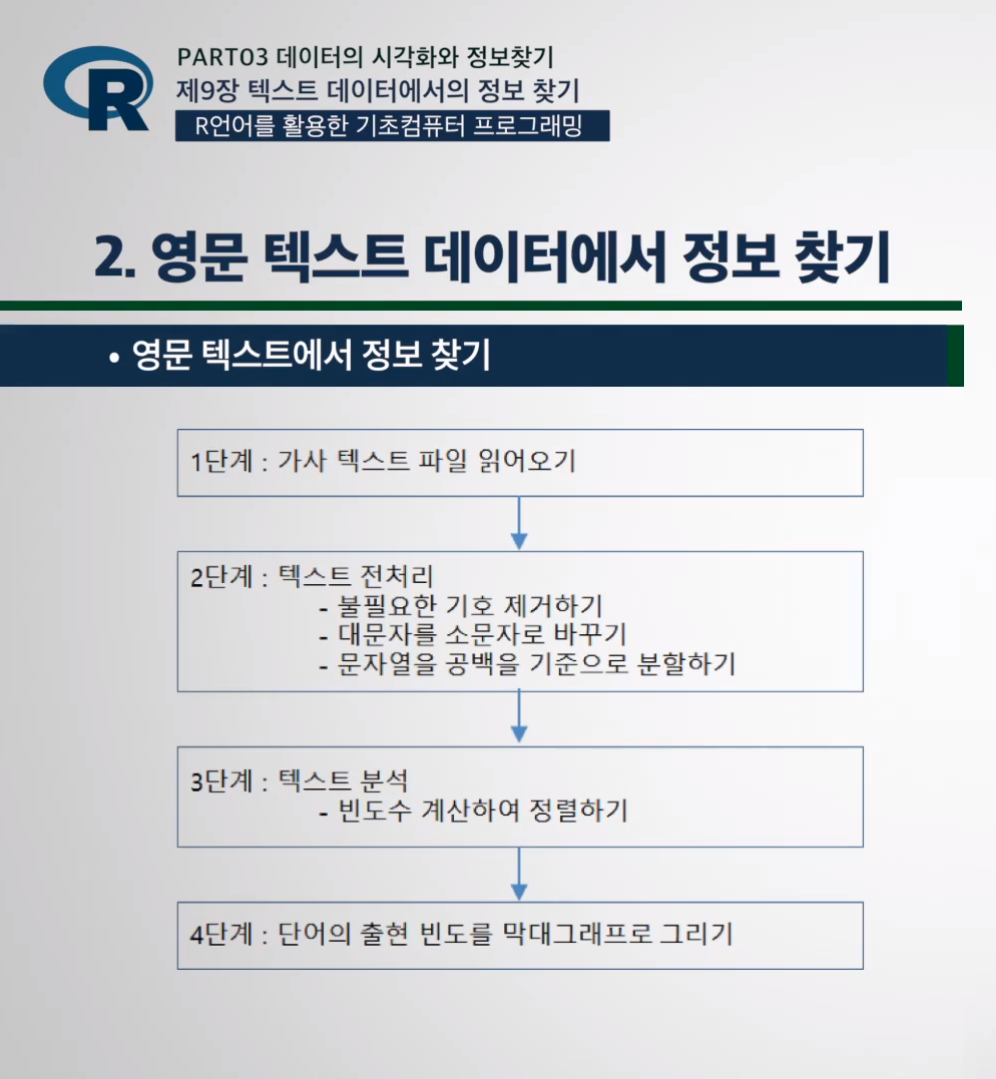 R
PART03 데이터의 시각화와 정보찾기
제9장 텍스트 데이터에서의 정보 찾기
R언어를 활용한 기초컴퓨터 프로그래밍
2. 영문 텍스트 데이터에서 정보 찾기
• 영문 텍스트에서 정보 찾기
1단계 : 가사 텍스트 파일 읽어오기
2단계 : 텍스트 전처리
- 불필요한 기호 제거하기
- 대문자를 소문자로 바꾸기
- 문자열을 공백을 기준으로 분할하기
3단계 : 텍스트 분석
- 빈도수 계산하여 정렬하기
4단계 : 단어의 출현 빈도를 막대그래프로 그리기